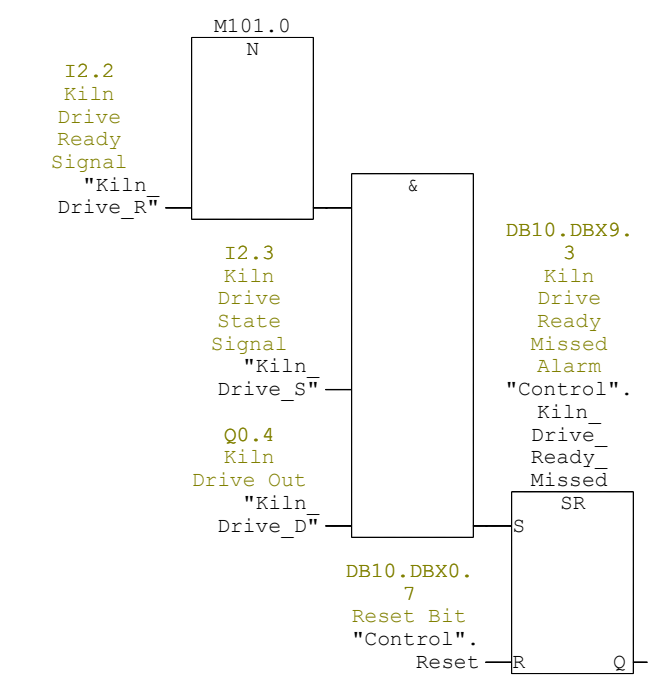 M101.0
N
I2.2
Kiln
Drive
Ready
Signal
"Kiln_
Drive_R"
&
I2.3
Kiln
Drive
State
Signal
"Kiln_
Drive_S"
Q0.4
Kiln
Drive Out
"Kiln_
Drive_D"
DB10.DBX9.
3
Kiln
Drive
Ready
Missed
Alarm
"Control".
Kiln_
Drive_
Ready_
Missed
SR
S
DB10.DBX0.
7
Reset Bit
"Control".
Reset
R
Q